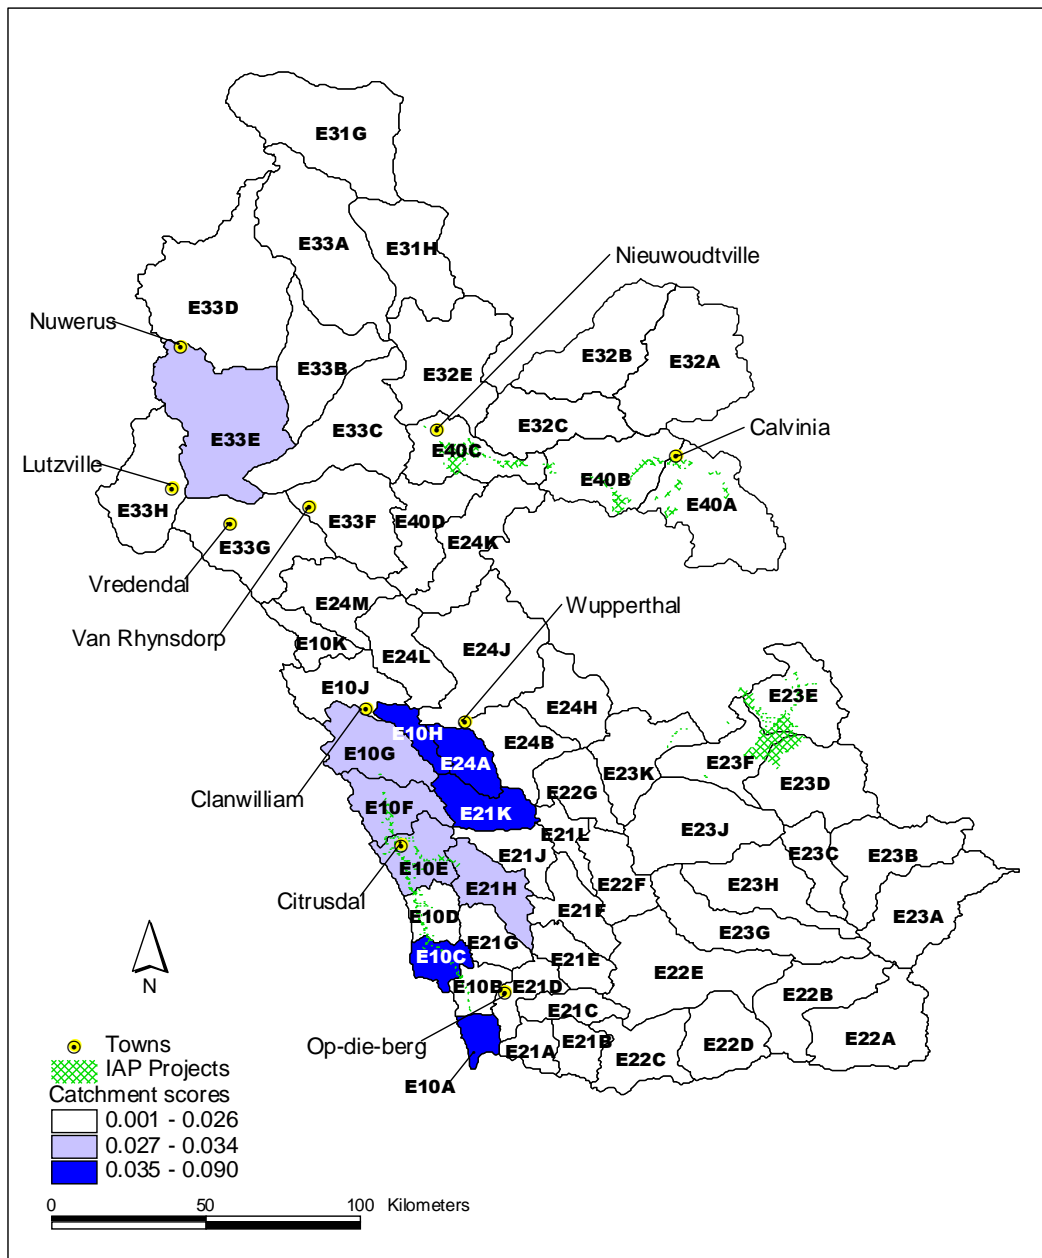 E31G
E33A
E31H
Nieuwoudtville
E33D
Nuwerus
E32B
E32A
E33B
E32E
E33C
E32C
Calvinia
E33E
E40C
Lutzville
E40B
E33H
E40A
E33F
E40D
E33G
E24K
Vredendal
E24M
Wupperthal
Van Rhynsdorp
E10K
E24L
E24J
E10J
E23E
E24H
E10H
E24B
E10G
E24A
E23F
E23K
E23D
E22G
Clanwilliam
E10F
E21K
E23J
E21L
E21J
E23C
E23B
E10E
E22F
E23H
E21H
Citrusdal
E10D
E21F
E23A
E23G
E21G
E10C
E21E
E22E
E10B
E21D
E22B
E21C
N
Op-die-berg
E21A
E21B
E22C
E22D
E22A
E10A
Towns
IAP Projects
Catchment scores
0.001 - 0.026
0.027 - 0.034
0.035 - 0.090
0 50 100 Kilometers